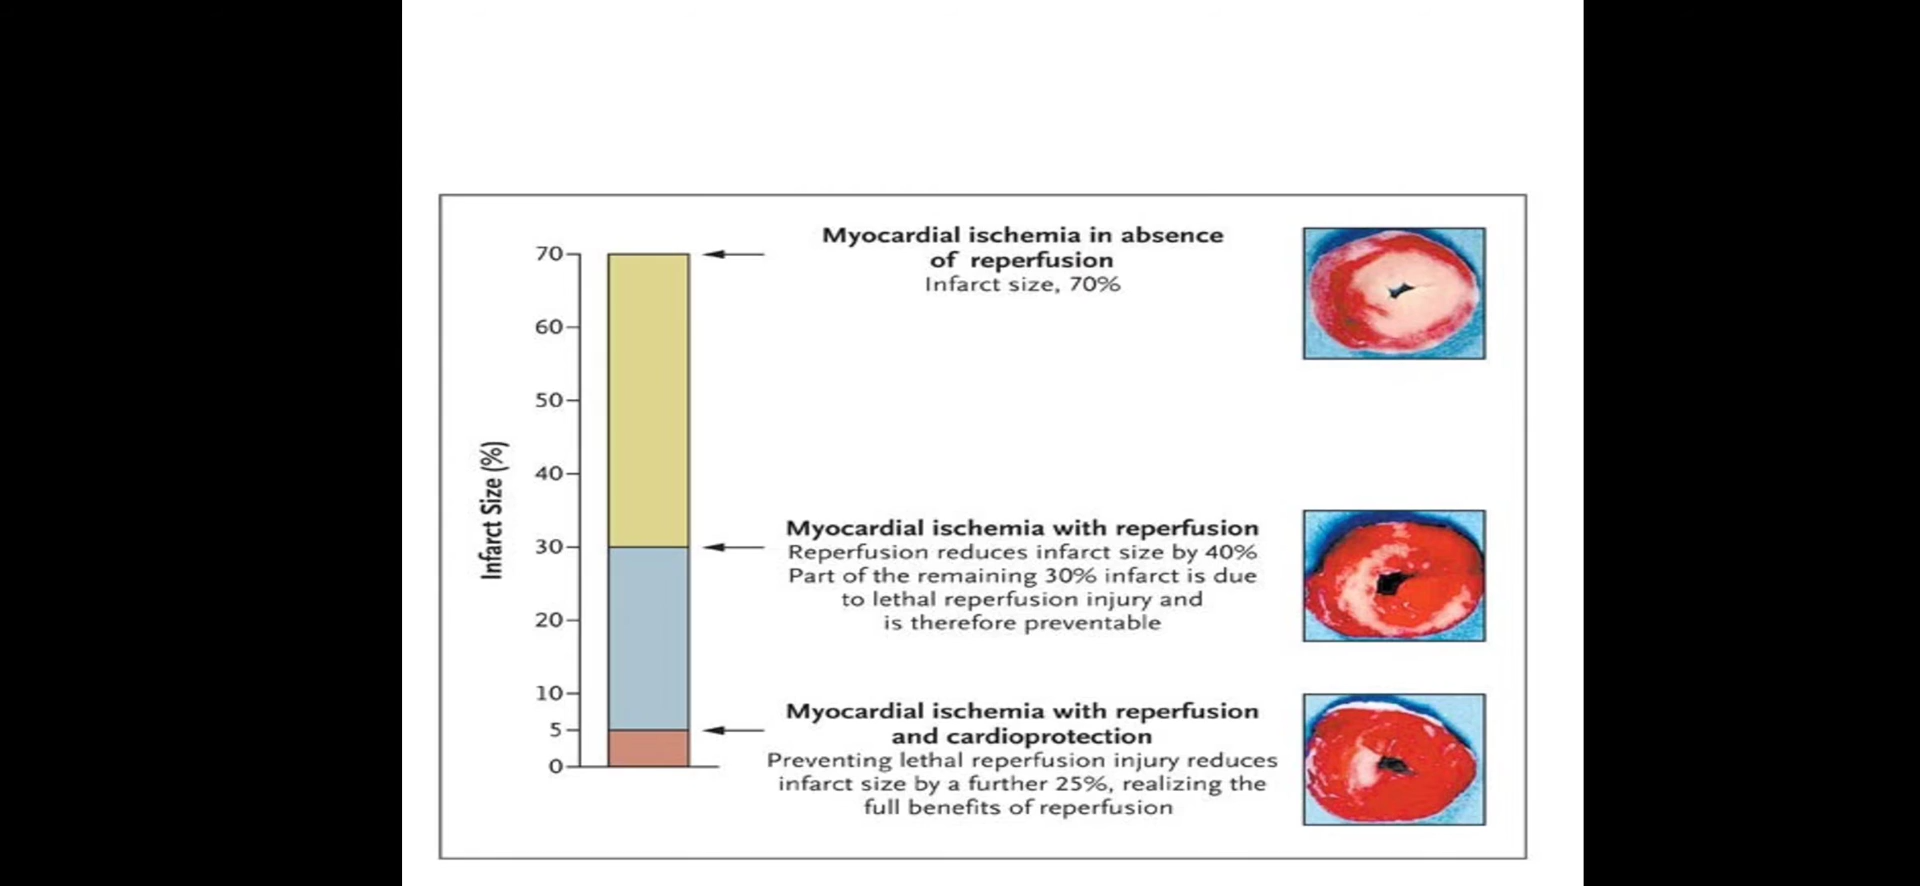 Myocardial ischemia in absence
of reperfusion
Infarct size, 70%
70
60
50
40
30
20
10
5
0
Infarct Size (%)
Myocardial ischemia with reperfusion
Reperfusion reduces infarct size by 40%
Part of the remaining 30% infarct is due
to lethal reperfusion injury and
is therefore preventable
Myocardial ischemia with reperfusion
and cardioprotection
Preventing lethal reperfusion injury reduces
infarct size by a further 25%, realizing the
full benefits of reperfusion